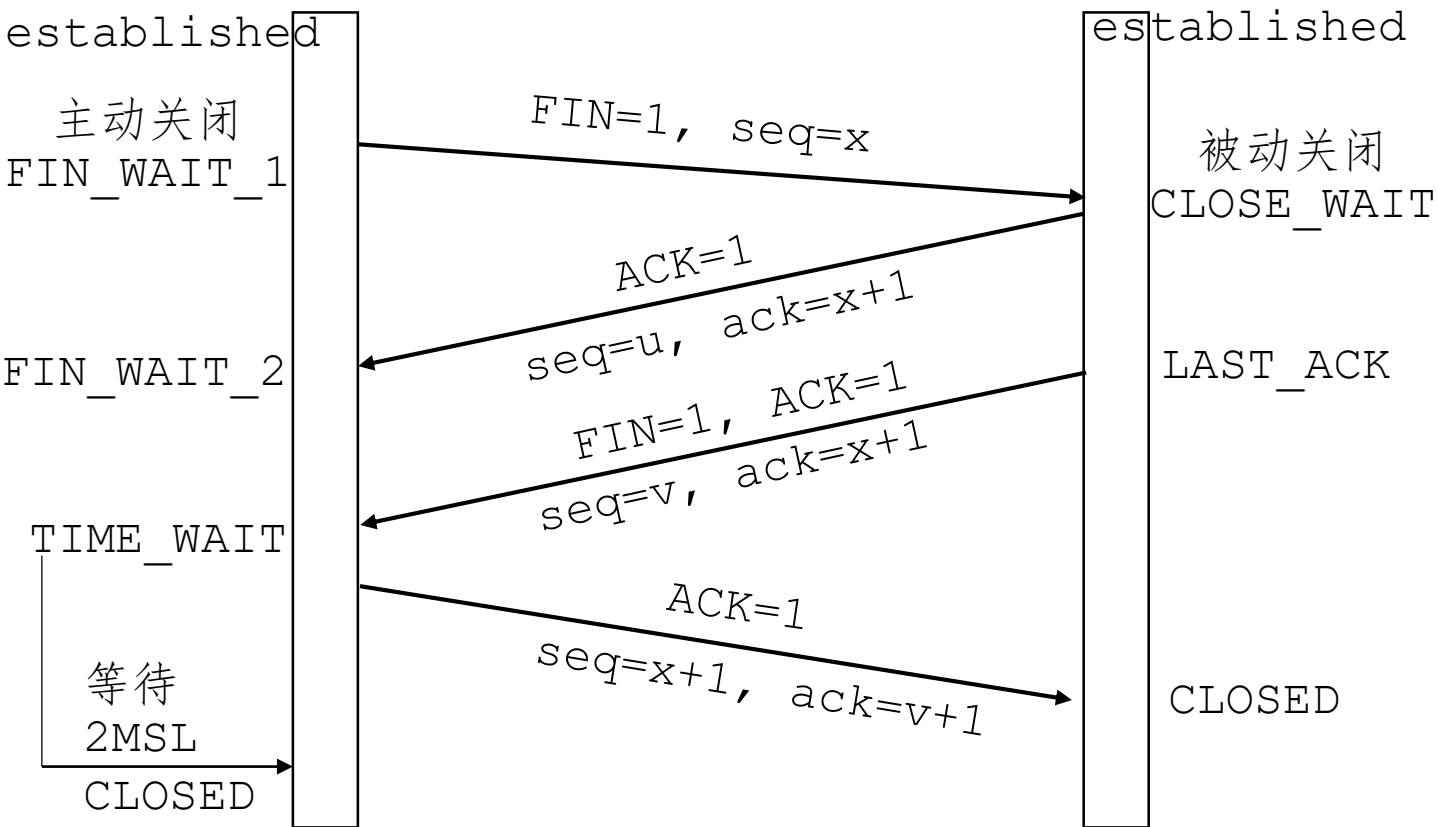 established
established
主动关闭
FIN_WAIT_1
FIN=1, seq=x
被动关闭
CLOSE_WAIT
ACK=1
seq=u, ack=x+1
FIN_WAIT_2
LAST_ACK
FIN=1, ACK=1
seq=v, ack=x+1
TIME_WAIT
ACK=1
seq=x+1, ack=v+1
等待
2MSL
CLOSED
CLOSED